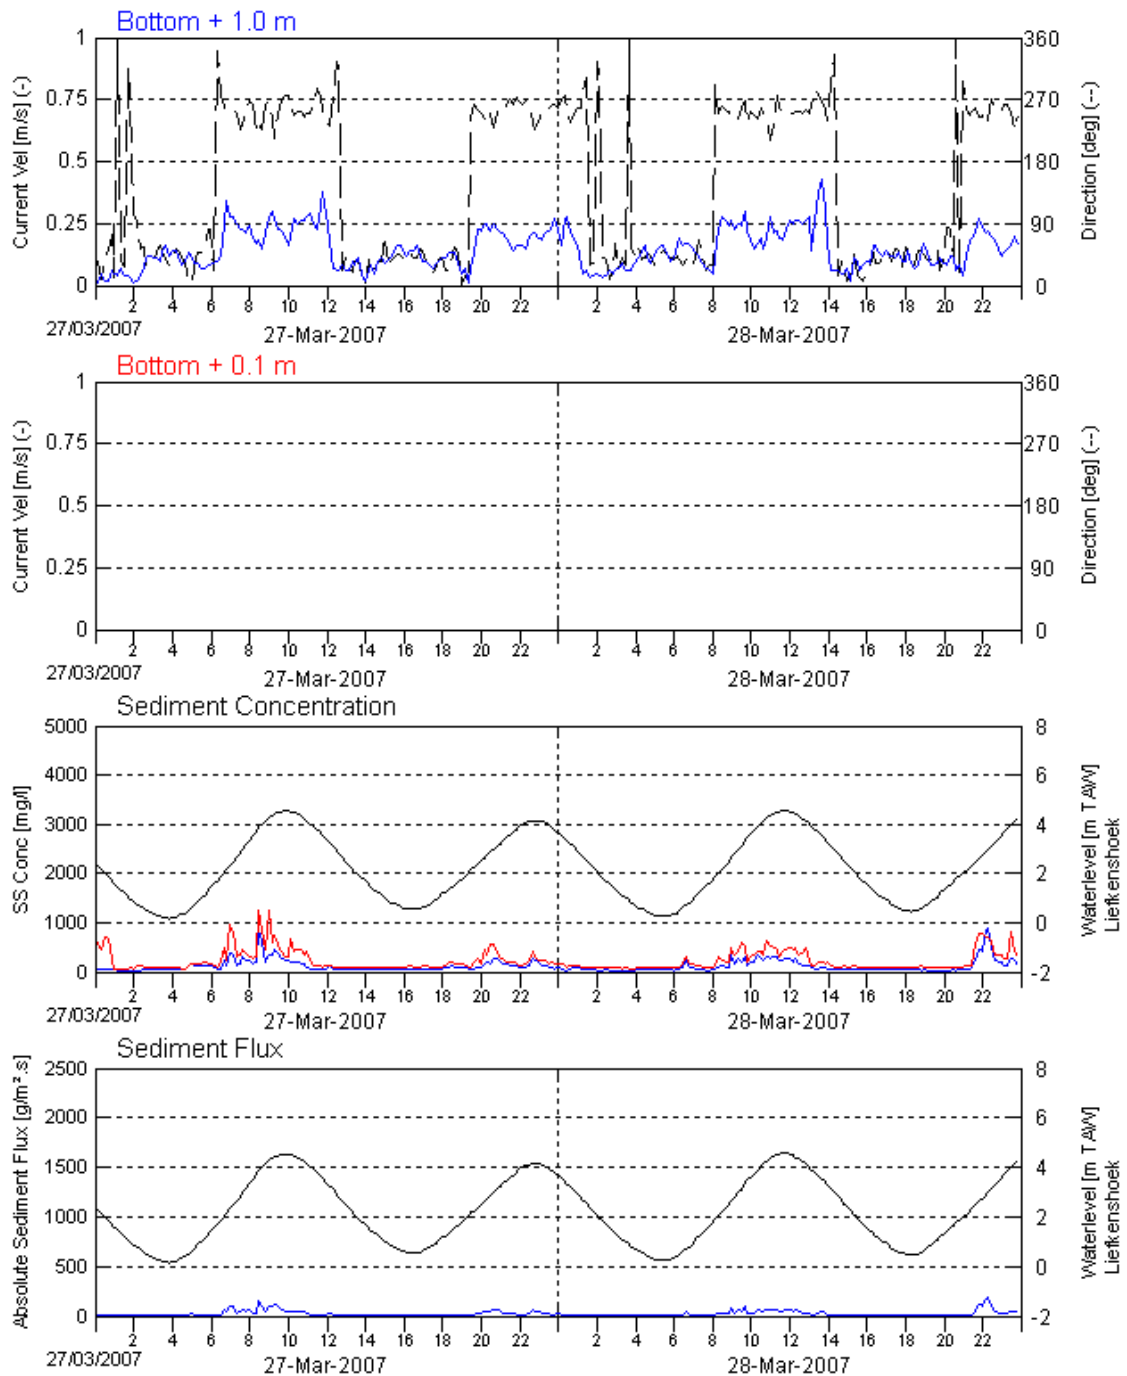 Bottom + 1.0 m
1 360
0.75 270
0.5 180
0.25 90
0 0
Current Vel [m/s] (-)
Direction [deg] (--)
2 4 6 8 10 12 14 16 18 20 22 2 4 6 8 10 12 14 16 18 20 22
27/03/2007
27-Mar-2007 28-Mar-2007
Bottom + 0.1 m
1 360
0.75 270
0.5 180
0.25 90
0 0
Current Vel [m/s] (-)
Direction [deg] (--)
2 4 6 8 10 12 14 16 18 20 22 2 4 6 8 10 12 14 16 18 20 22
27/03/2007
27-Mar-2007 28-Mar-2007
Sediment Concentration
5000 8
4000 6
3000 4
2000 2
1000 0
0 -2
SS Conc [mg/l]
Waterlevel [m TAW]
Liefkenshoek
2 4 6 8 10 12 14 16 18 20 22 2 4 6 8 10 12 14 16 18 20 22
27/03/2007
27-Mar-2007 28-Mar-2007
Sediment Flux
2500 8
2000 6
1500 4
1000 2
500 0
0 -2
Absolute Sediment Flux [g/m².s]
Waterlevel [m TAW]
Liefkenshoek
2 4 6 8 10 12 14 16 18 20 22 2 4 6 8 10 12 14 16 18 20 22
27/03/2007
27-Mar-2007 28-Mar-2007